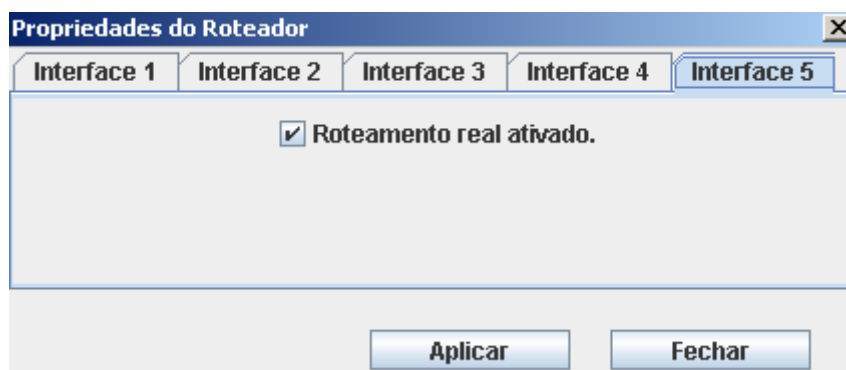 Propriedades do Roteador
Interface 1 Interface 2 Interface 3 Interface 4 Interface 5
Roteamento real ativado.
Aplicar Fechar